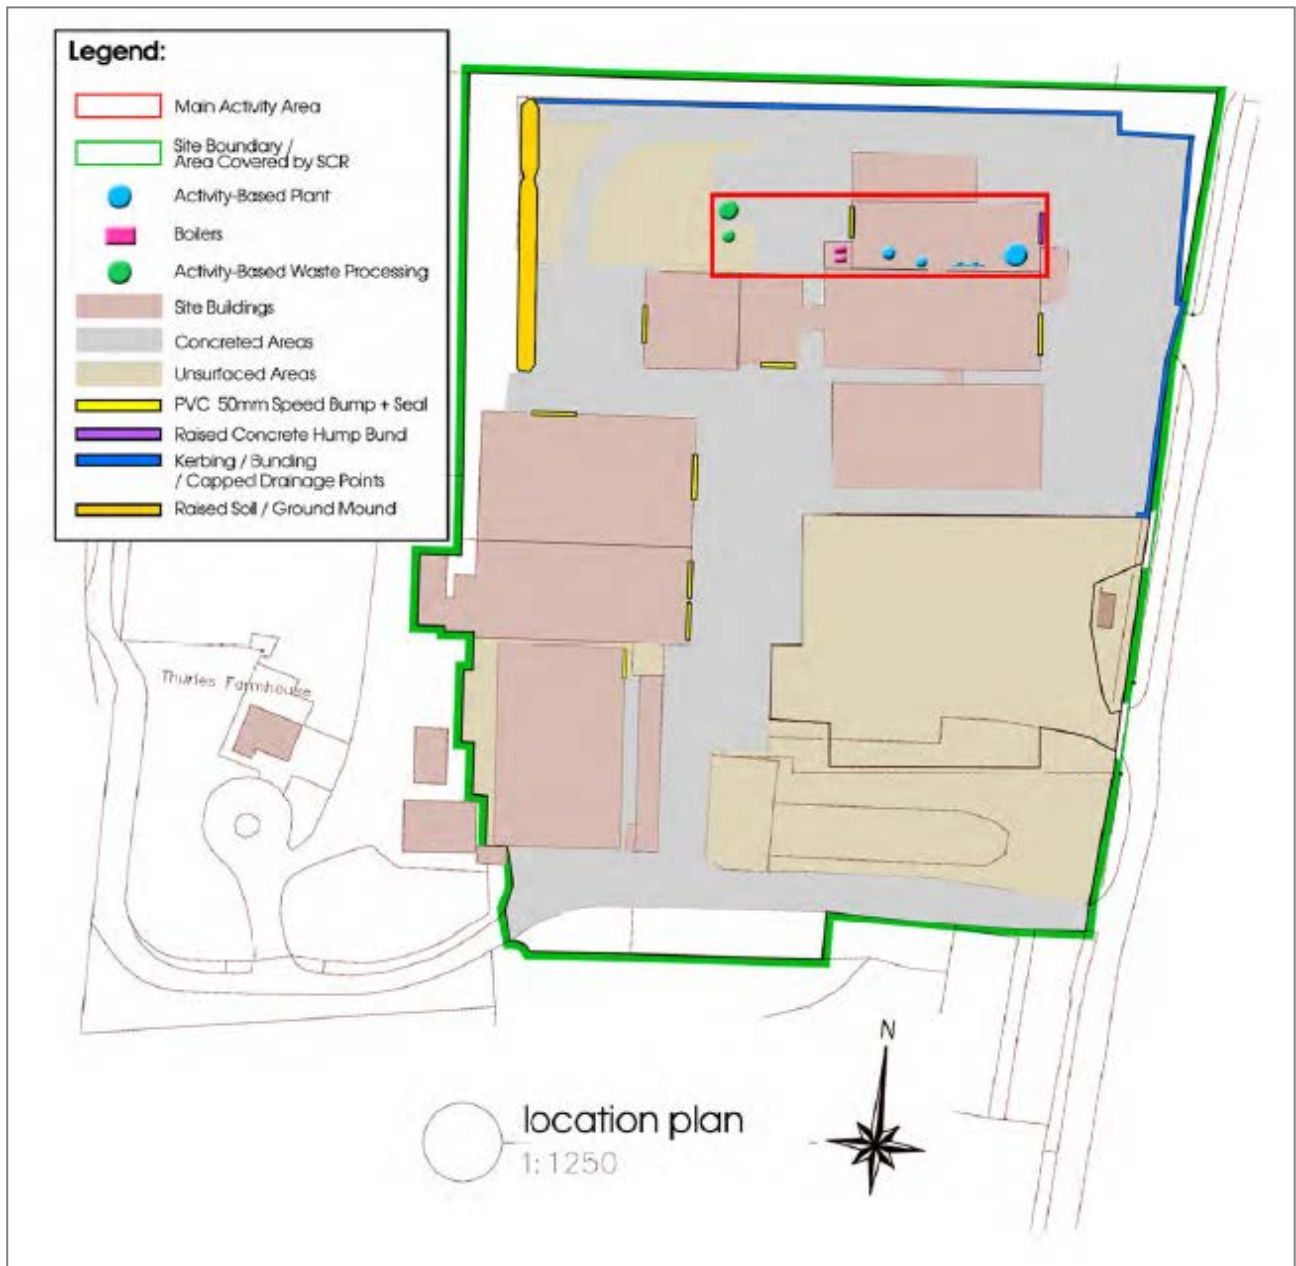 Legend:
Main Activity Area
Site Boundary /
Area Covered by SCR
Activity-Based Plant
Boilers
Activity-Based Waste Processing
Site Buildings
Concreted Areas
Unsurfaced Areas
PVC 50mm Speed Bump + Seal
Raised Concrete Hump Bund
Kerbing / Bunding
/ Capped Drainage Points
Raised Soil / Ground Mound
Thurles Farmhouse
N
location plan
1:1250